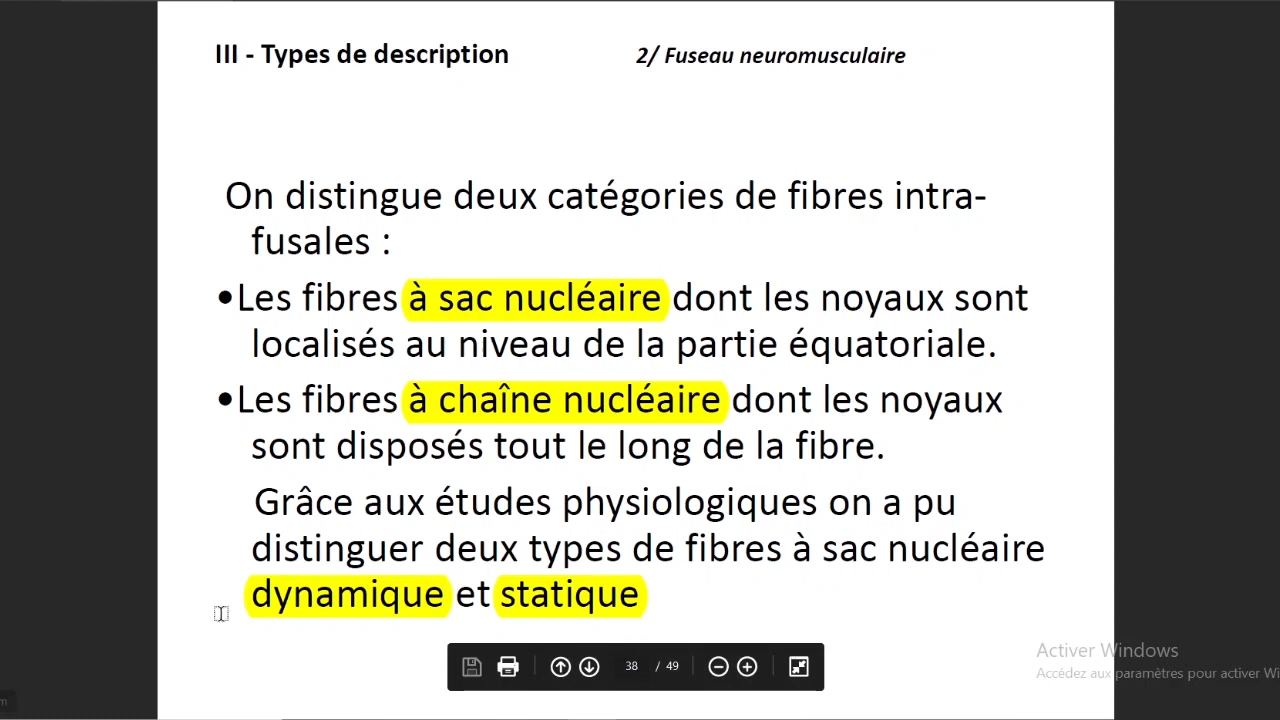 III - Types de description 2/ Fuseau neuromusculaire
On distingue deux catégories de fibres intra-
fusales :
•Les fibres à sac nucléaire dont les noyaux sont
localisés au niveau de la partie équatoriale.
•Les fibres à chaîne nucléaire dont les noyaux
sont disposés tout le long de la fibre.
Grâce aux études physiologiques on a pu
distinguer deux types de fibres à sac nucléaire
dynamique et statique
38 / 49
Activer Windows
Accédez aux paramètres pour activer Wi